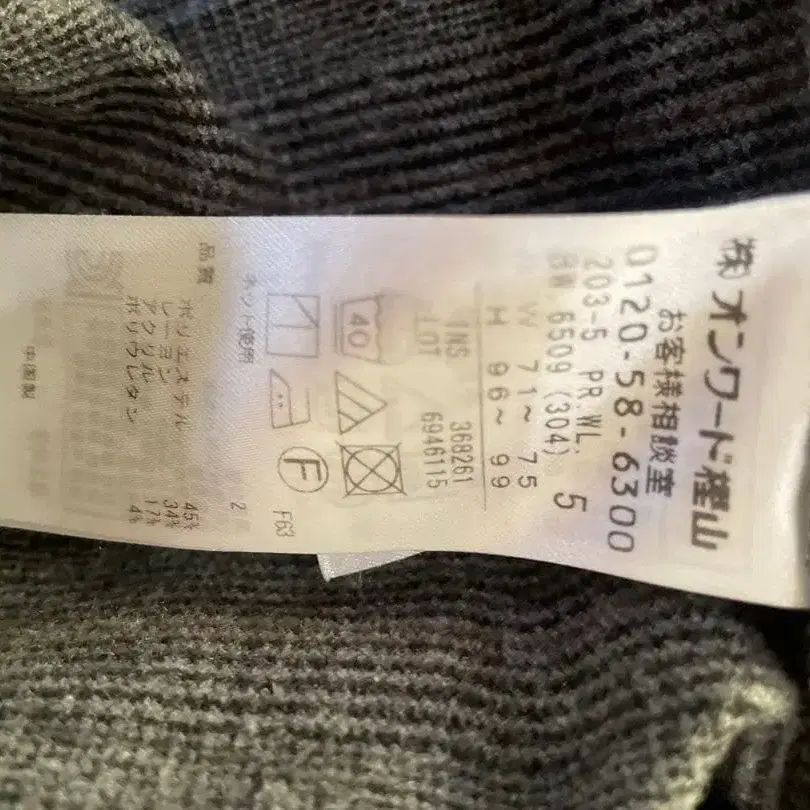 ㈱オンワード樫山
お客様相談室
0120-58-6300
203-5 PR.WL:
BW.6509 (304) 5
W 71～ 75
H 96～ 99
INS 368261
LOT 6946115
40
F
F63
ネット使用
2
品質
ポリエステル 45%
レーヨン 34%
アクリル 17%
ポリウレタン 4%
中国製